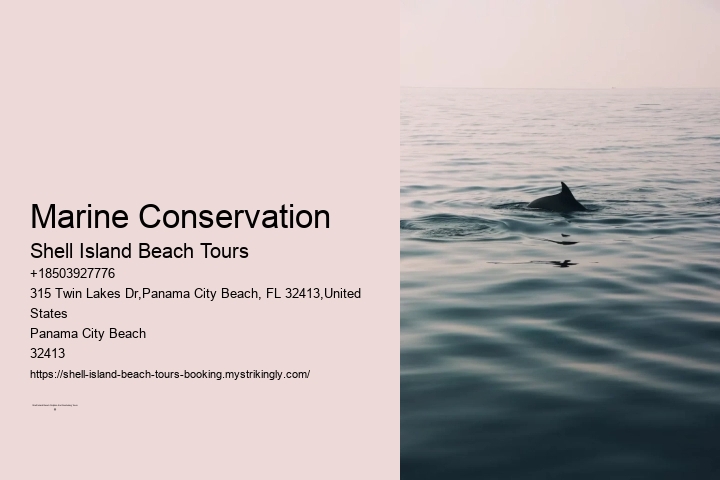 Marine Conservation
Shell Island Beach Tours
+18503927776
315 Twin Lakes Dr,Panama City Beach, FL 32413,United
States
Panama City Beach
32413
https://shell-island-beach-tours-booking.mystrikingly.com/